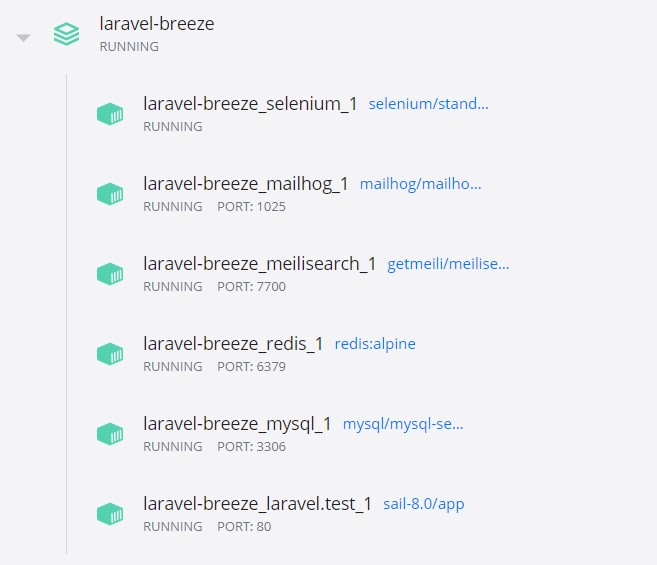 laravel-breeze
RUNNING
laravel-breeze_selenium_1 selenium/stand...
RUNNING
laravel-breeze_mailhog_1 mailhog/mailho...
RUNNING PORT: 1025
laravel-breeze_meilisearch_1 getmeili/meilise...
RUNNING PORT: 7700
laravel-breeze_redis_1 redis:alpine
RUNNING PORT: 6379
laravel-breeze_mysql_1 mysql/mysql-se...
RUNNING PORT: 3306
laravel-breeze_laravel.test_1 sail-8.0/app
RUNNING PORT: 80